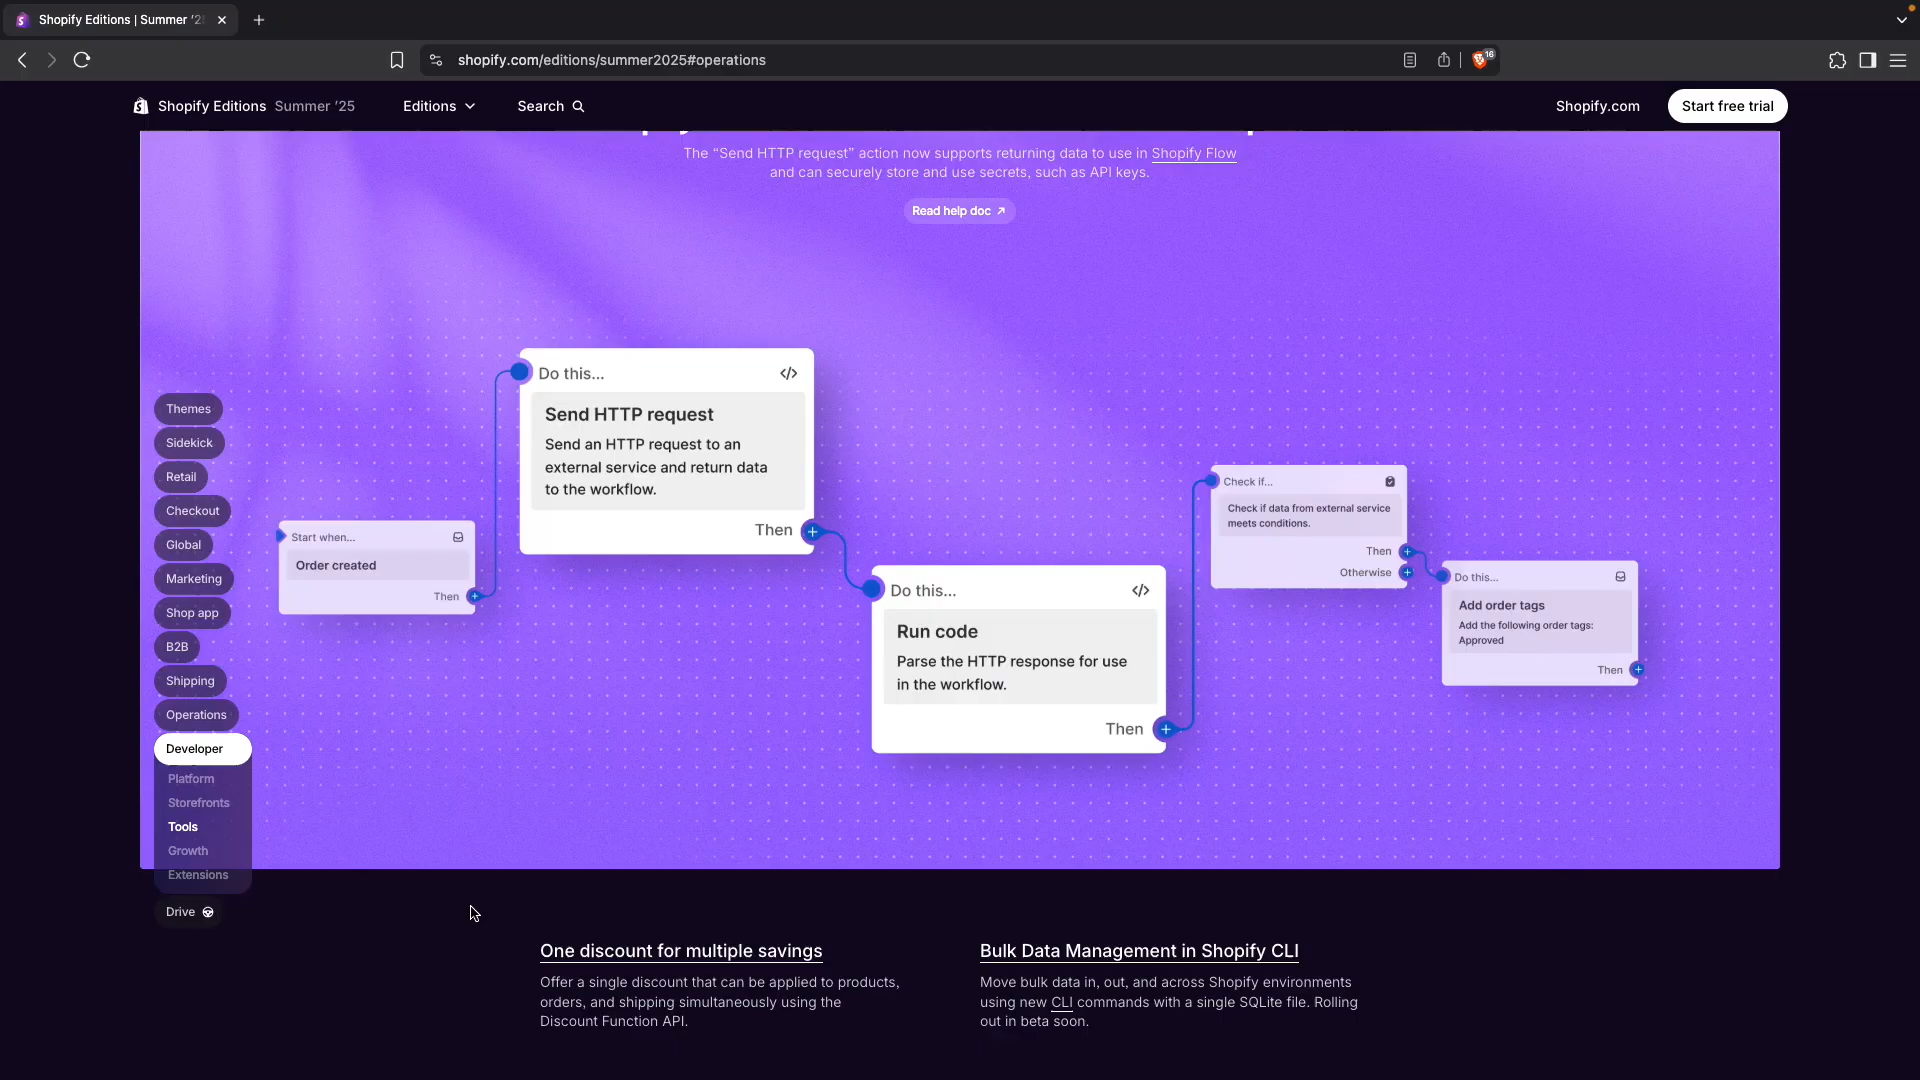 Shopify Editions | Summer ’2
shopify.com/editions/summer2025#operations
16
Shopify Editions Summer ’25
Editions
Search
Shopify.com
Start free trial
The “Send HTTP request” action now supports returning data to use in Shopify Flow
and can securely store and use secrets, such as API keys.
Read help doc
Do this...
Send HTTP request
Send an HTTP request to an
external service and return data
to the workflow.
Then
Start when...
Order created
Then
Do this...
Run code
Parse the HTTP response for use
in the workflow.
Then
Check if...
Check if data from external service
meets conditions.
Then
Otherwise
Do this...
Add order tags
Add the following order tags:
Approved
Then
Themes
Sidekick
Retail
Checkout
Global
Marketing
Shop app
B2B
Shipping
Operations
Developer
Platform
Storefronts
Tools
Growth
Extensions
Drive
One discount for multiple savings
Offer a single discount that can be applied to products,
orders, and shipping simultaneously using the
Discount Function API.
Bulk Data Management in Shopify CLI
Move bulk data in, out, and across Shopify environments
using new CLI commands with a single SQLite file. Rolling
out in beta soon.